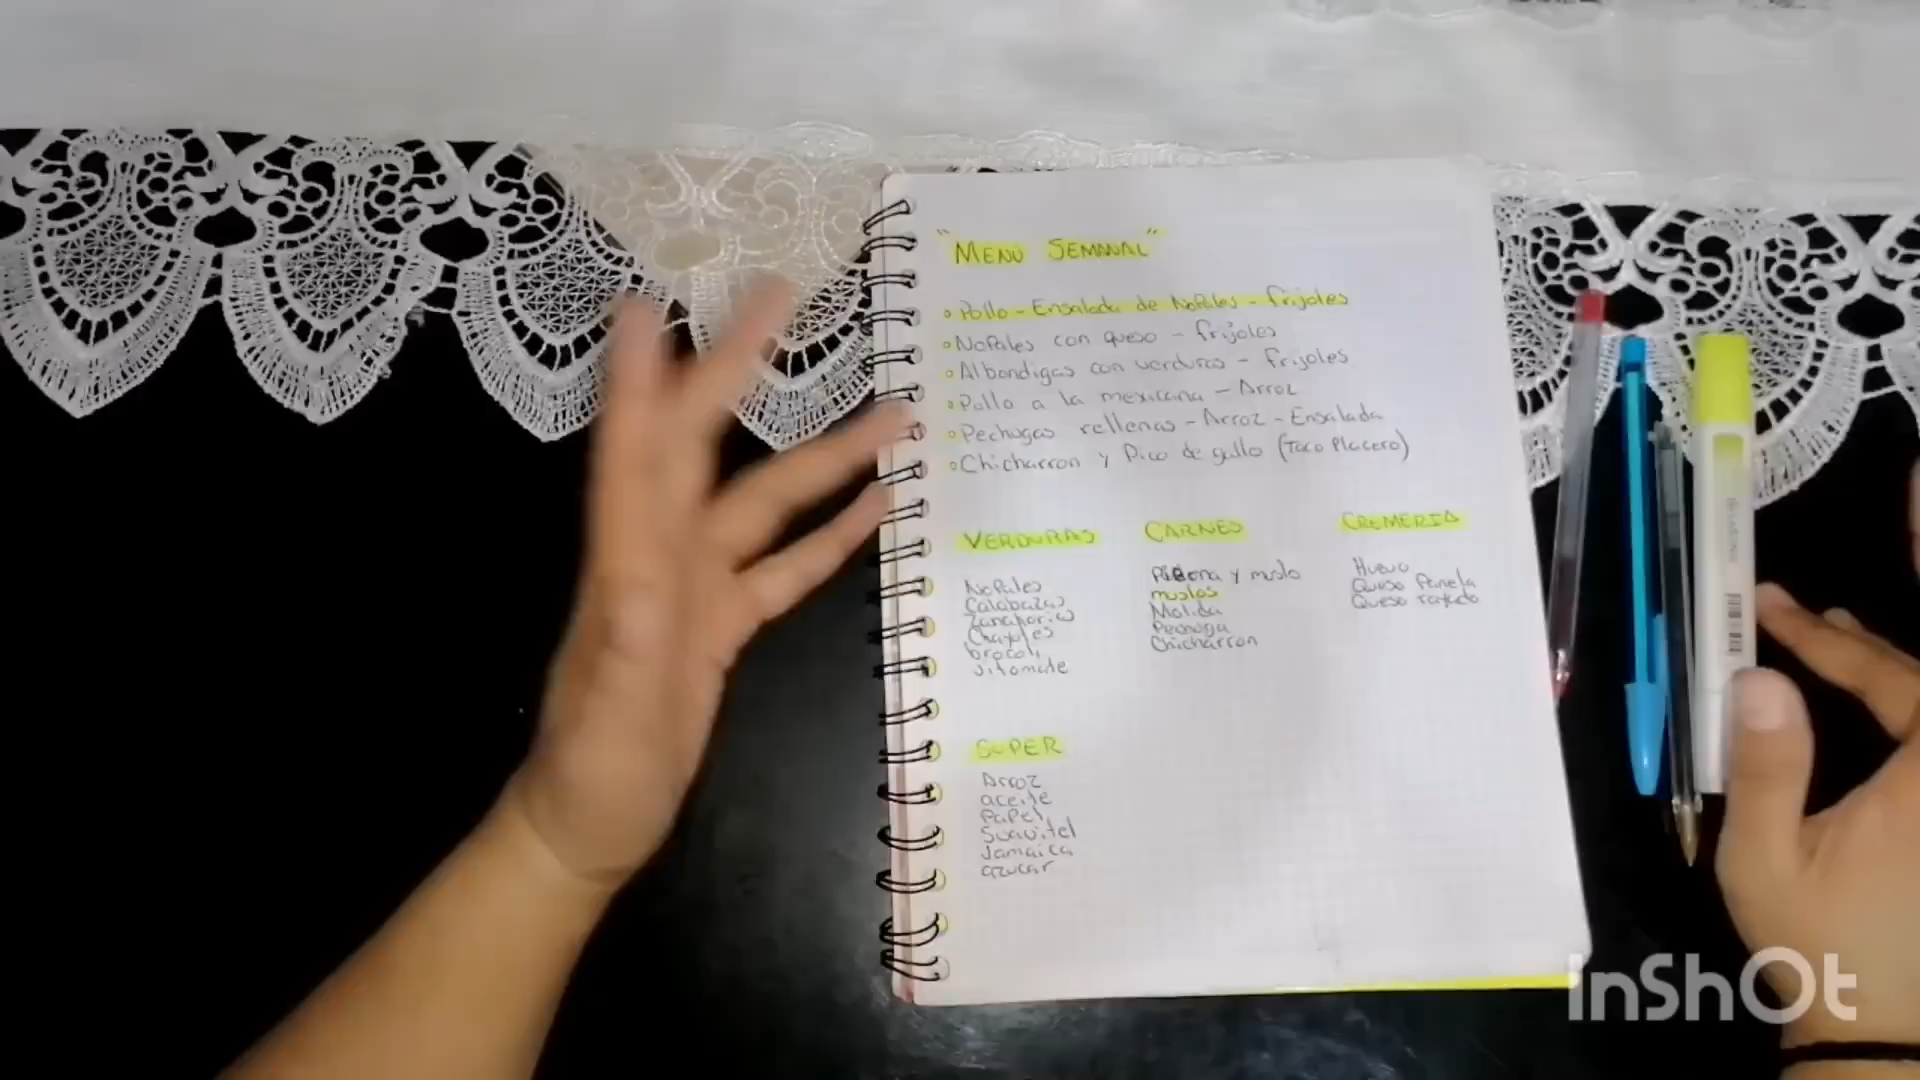 "MENÚ SEMANAL"
Pollo - Ensalada de Nopales - frijoles
Nopales con queso - frijoles
Albondigas con verduras - frijoles
Pollo a la mexicana - Arroz
Pechugas rellenas - Arroz - Ensalada
Chicharron y Pico de gallo (Taco Placero)
VERDURAS
Nopales
Calabazas
Zanahorias
Chayotes
brocoli
Jitomate
CARNES
Pierna y muslo
muslos
Molida
Pechuga
Chicharron
CREMERIA
Huevo
Queso Panela
Queso rayado
SUPER
Arroz
aceite
Papel
Suavitel
Jamaica
azucar
InShOt